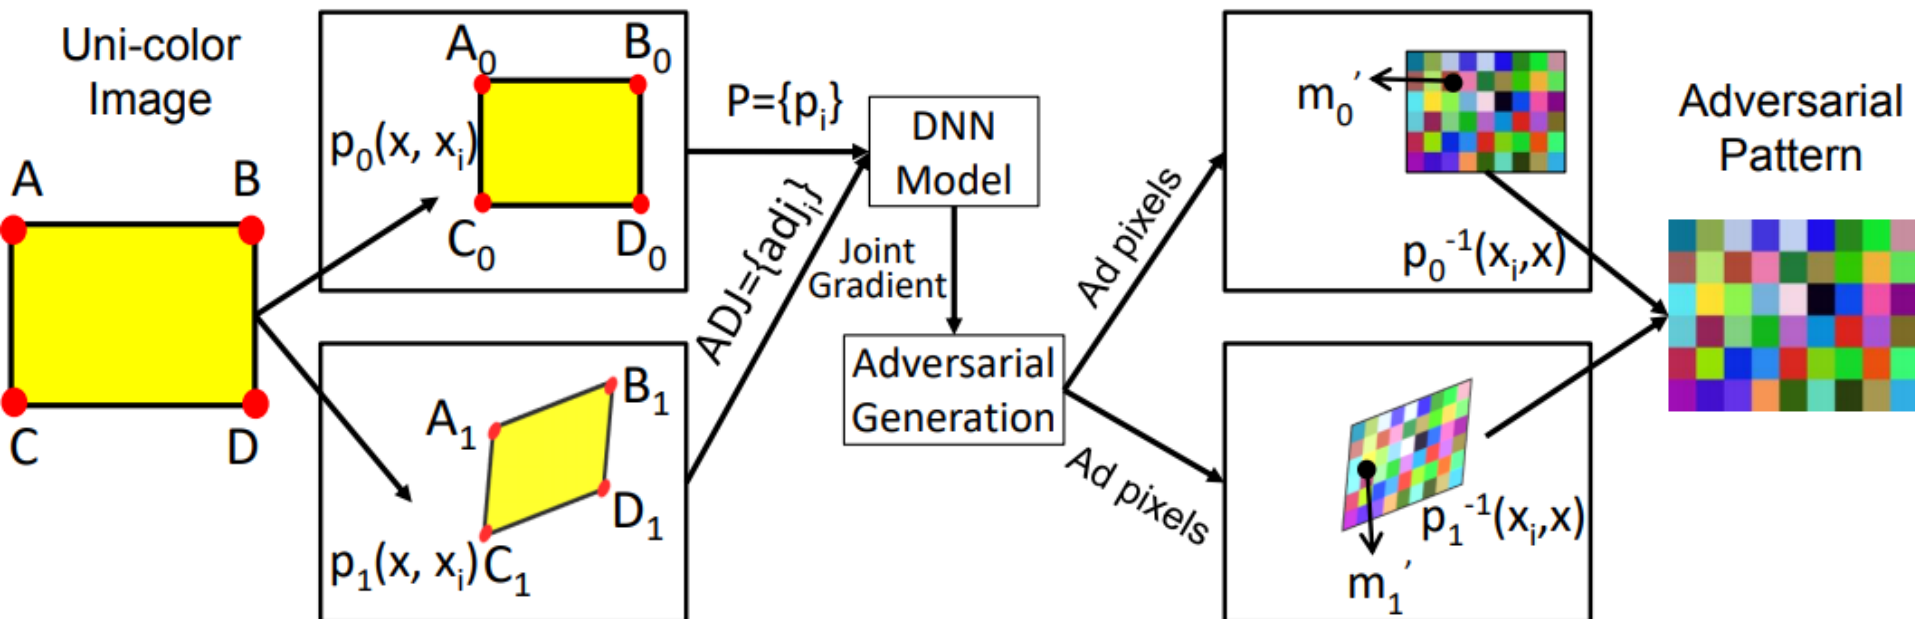 Uni-color
Image
A
B
C
D
A₀
B₀
p₀(x, xᵢ)
C₀
D₀
A₁
B₁
D₁
p₁(x, xᵢ)
C₁
P={pᵢ}
ADJ={adjᵢ}
DNN
Model
Joint
Gradient
Adversarial
Generation
Ad pixels
Ad pixels
m₀′
p₀⁻¹(xᵢ,x)
p₁⁻¹(xᵢ,x)
m₁′
Adversarial
Pattern